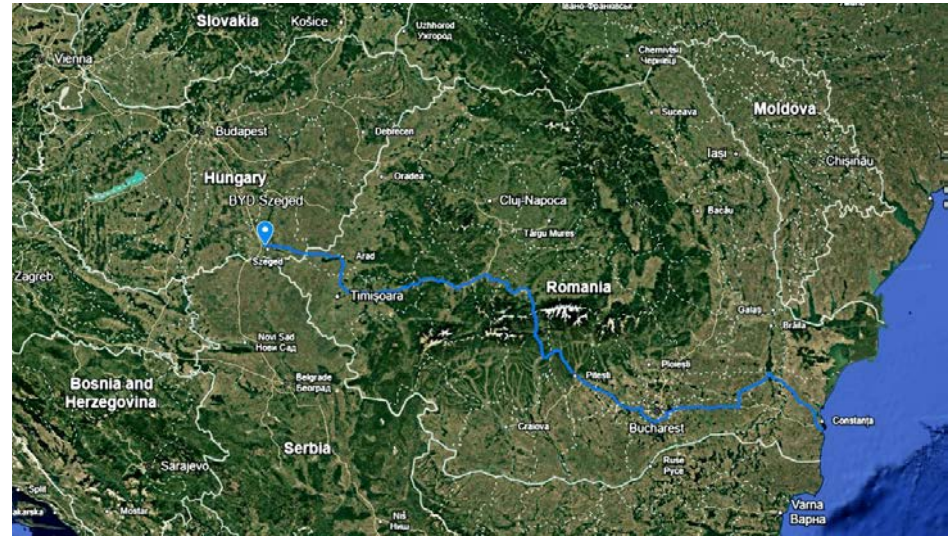 Slovakia
Košice
Uzhhorod
Ужгород
Chernivtsi
Чернівці
Vienna
Suceava
Moldova
Budapest
Debrecen
Iași
Chișinău
Oradea
Hungary
BYD Szeged
Cluj-Napoca
Bacău
Târgu Mureș
Szeged
Arad
Zagreb
Timișoara
Romania
Galați
Brăila
Novi Sad
Нови Сад
Ploiești
Pitești
Belgrade
Београд
Bosnia and
Herzegovina
Constanța
Craiova
Bucharest
Serbia
Sarajevo
Ruse
Русе
Split
Mostar
Varna
Варна
Niš
Ниш